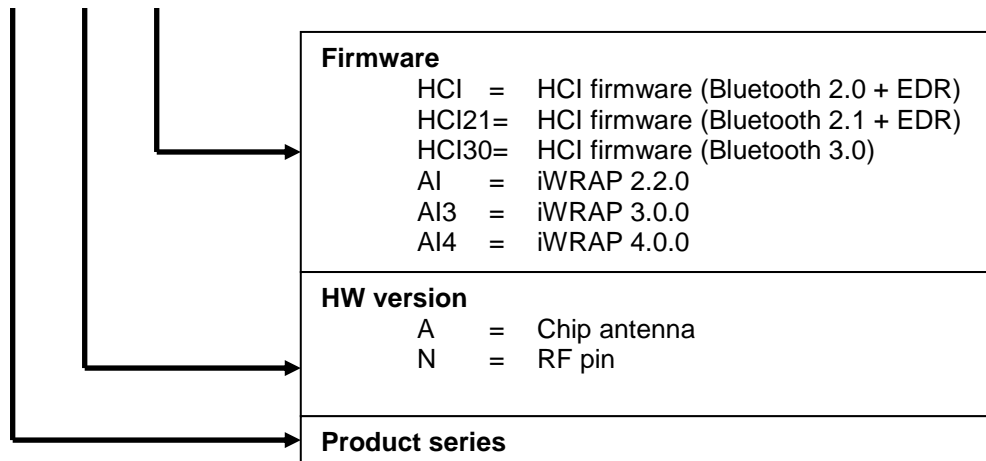 Firmware
HCI = HCI firmware (Bluetooth 2.0 + EDR)
HCI21= HCI firmware (Bluetooth 2.1 + EDR)
HCI30= HCI firmware (Bluetooth 3.0)
AI = iWRAP 2.2.0
AI3 = iWRAP 3.0.0
AI4 = iWRAP 4.0.0
HW version
A = Chip antenna
N = RF pin
Product series